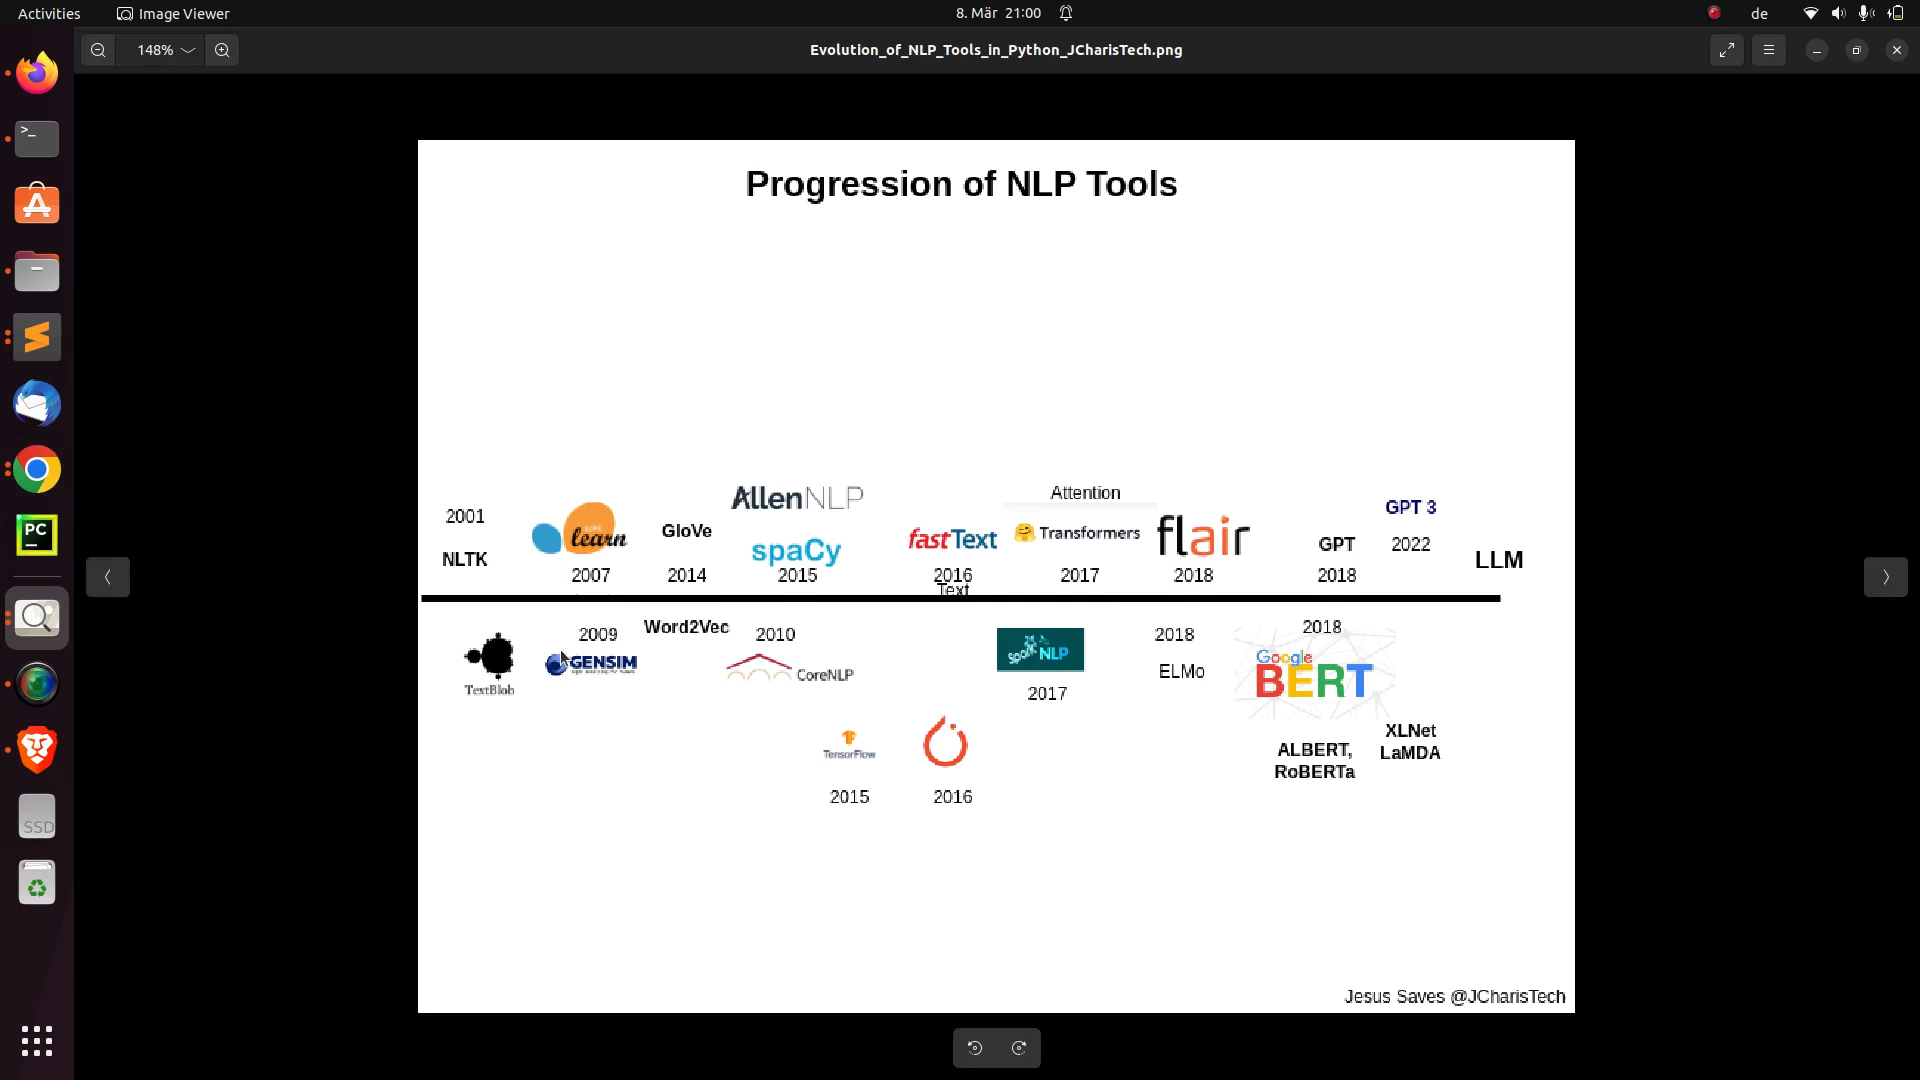 Activities
Image Viewer
8. Mär 21:00
de
148%
Evolution_of_NLP_Tools_in_Python_JCharisTech.png
Progression of NLP Tools
2001
NLTK
learn
2007
GloVe
2014
AllenNLP
spaCy
2015
fastText
2016
Text
Attention
Transformers
2017
flair
2018
GPT
2018
GPT 3
2022
LLM
TextBlob
2009
GENSIM
Word2Vec
2010
CoreNLP
TensorFlow
2015
2016
Spark NLP
2017
2018
ELMo
2018
Google
BERT
ALBERT,
RoBERTa
XLNet
LaMDA
Jesus Saves @JCharisTech
PC
SSD